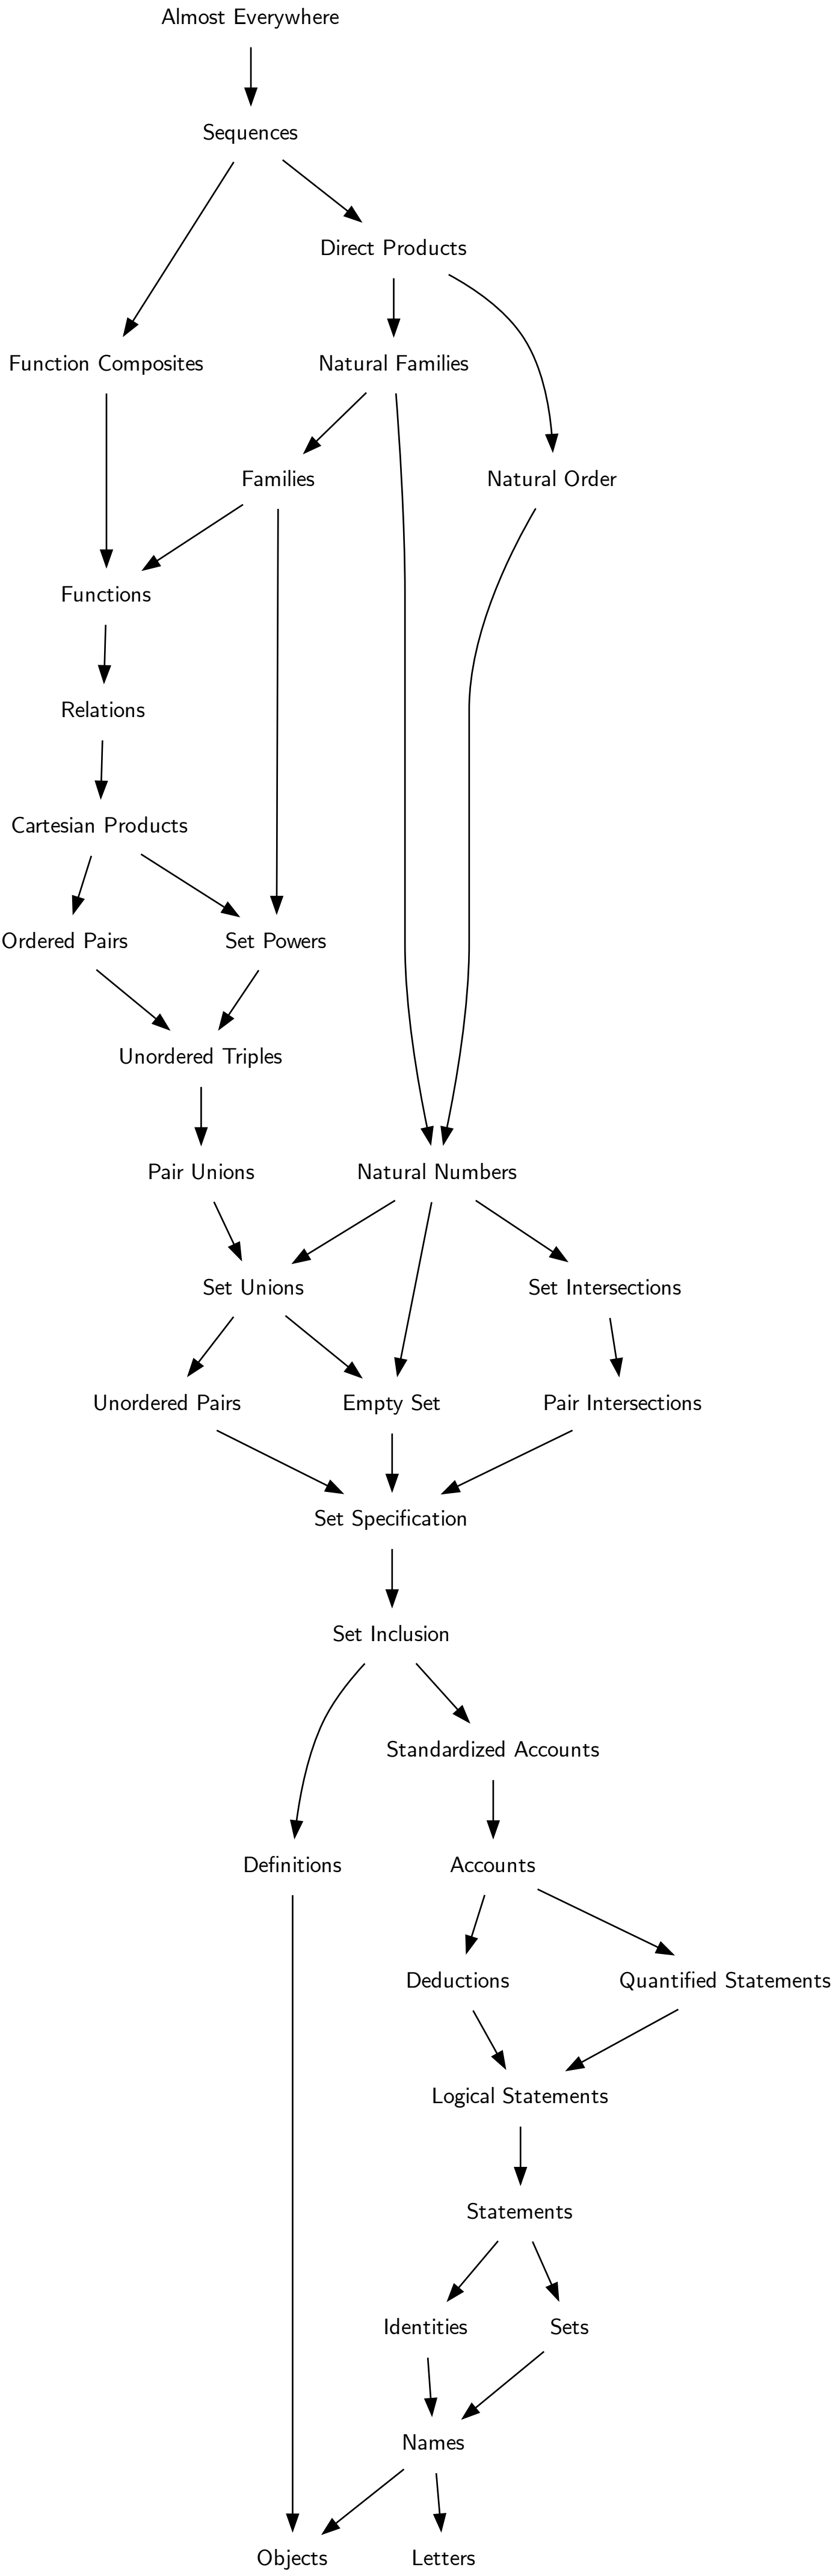 Almost Everywhere
Sequences
Direct Products
Function Composites
Natural Families
Families
Natural Order
Functions
Relations
Cartesian Products
Ordered Pairs
Set Powers
Unordered Triples
Pair Unions
Natural Numbers
Set Unions
Set Intersections
Unordered Pairs
Empty Set
Pair Intersections
Set Specification
Set Inclusion
Standardized Accounts
Definitions
Accounts
Deductions
Quantified Statements
Logical Statements
Statements
Identities
Sets
Names
Objects
Letters